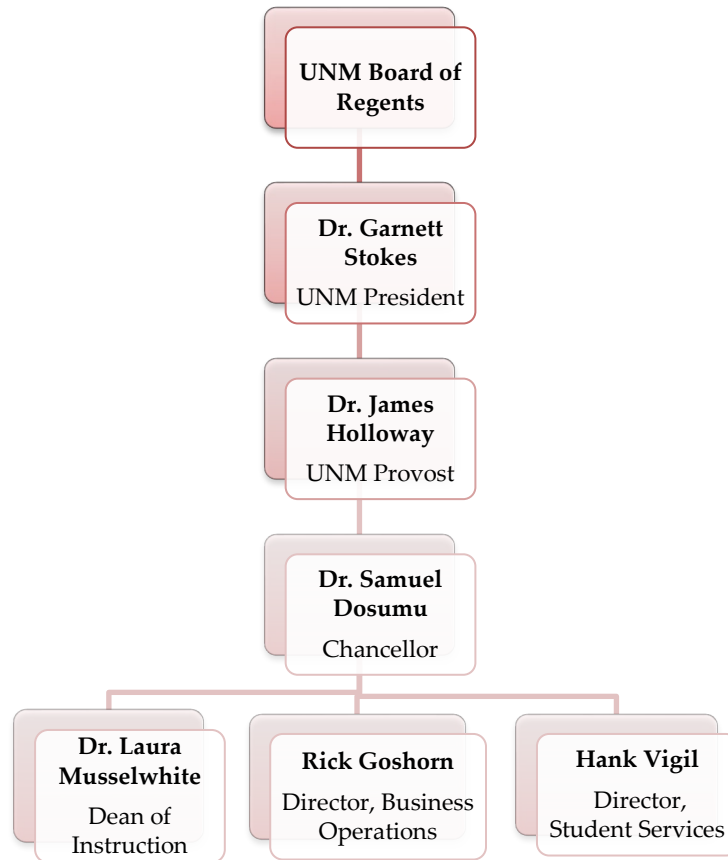 UNM Board of
Regents
Dr. Garnett
Stokes
UNM President
Dr. James
Holloway
UNM Provost
Dr. Samuel
Dosumu
Chancellor
Dr. Laura
Musselwhite
Dean of
Instruction
Rick Goshorn
Director, Business
Operations
Hank Vigil
Director,
Student Services